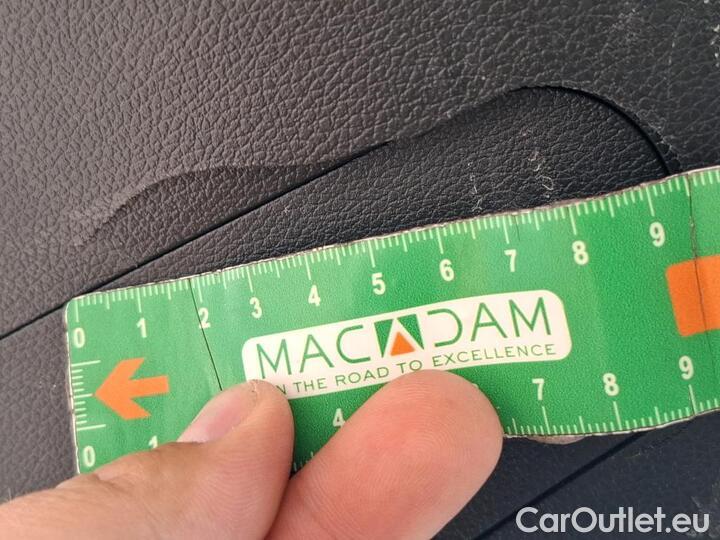 0 1 2 3 4 5 6 7 8 9
MACADAM
N THE ROAD TO EXCELLENCE
0 1 4 7 8 9
CarOutlet.eu